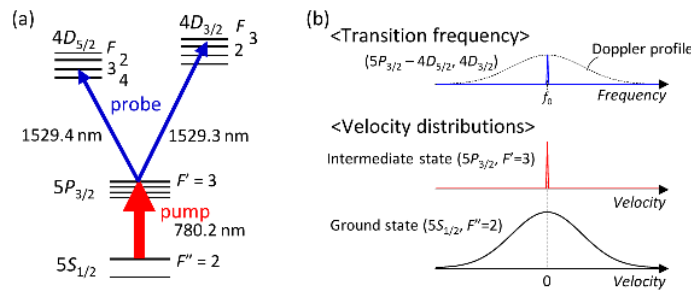 (a)
4D5/2 F
2
3
4
4D3/2 F
3
2
probe
1529.4 nm
1529.3 nm
5P3/2
F' = 3
pump
780.2 nm
5S1/2
F" = 2
(b)
<Transition frequency>
(5P3/2 – 4D5/2, 4D3/2)
Doppler profile
f0
Frequency
<Velocity distributions>
Intermediate state (5P3/2, F'=3)
Velocity
Ground state (5S1/2, F"=2)
Velocity
0